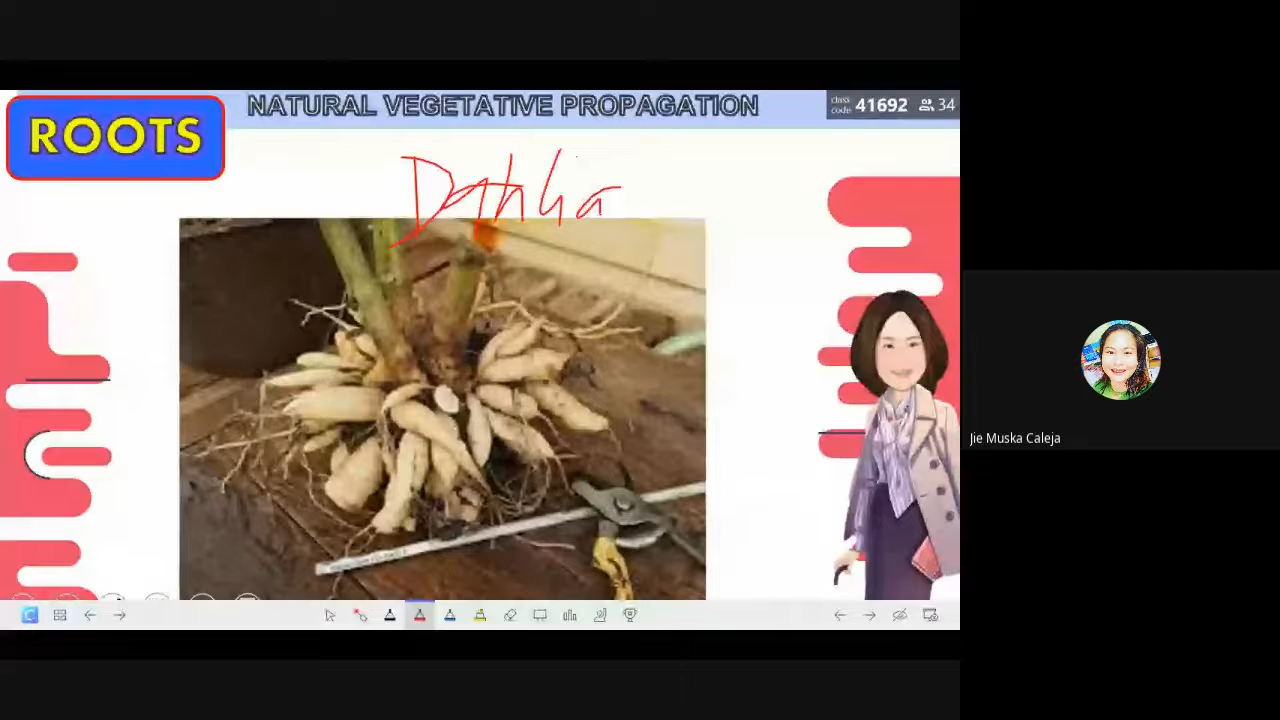 NATURAL VEGETATIVE PROPAGATION
class code: 41692 34
ROOTS
Dahlia
Jie Muska Caleja